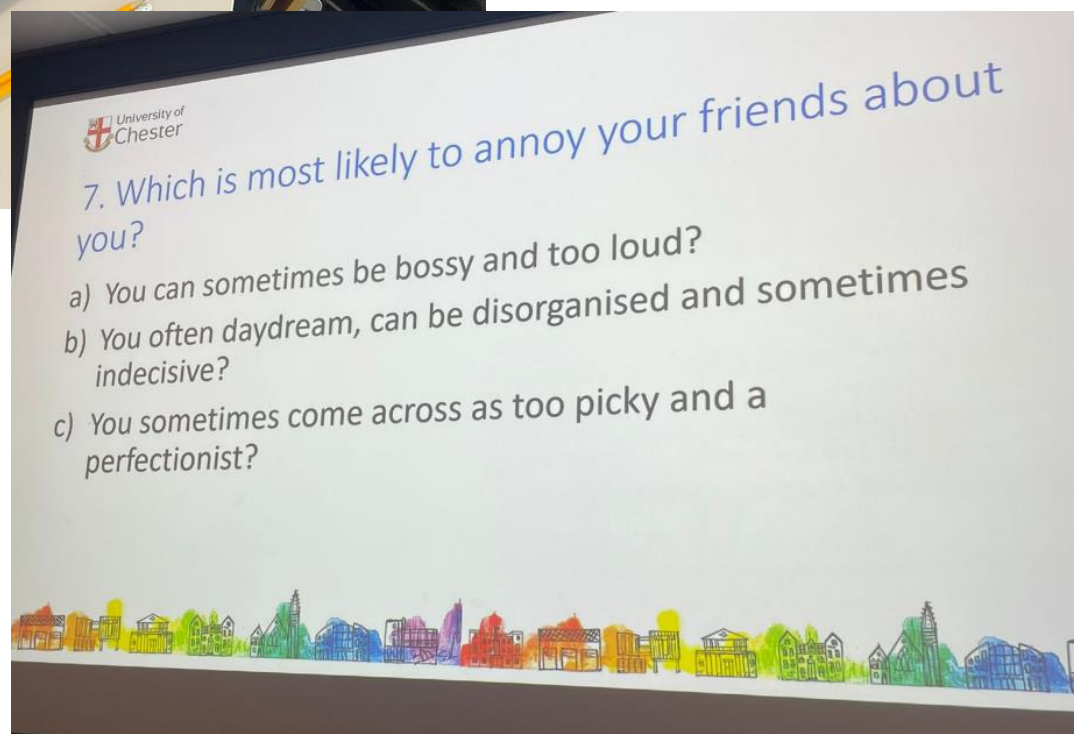 University of
Chester
7. Which is most likely to annoy your friends about
you?
a) You can sometimes be bossy and too loud?
b) You often daydream, can be disorganised and sometimes
indecisive?
c) You sometimes come across as too picky and a
perfectionist?